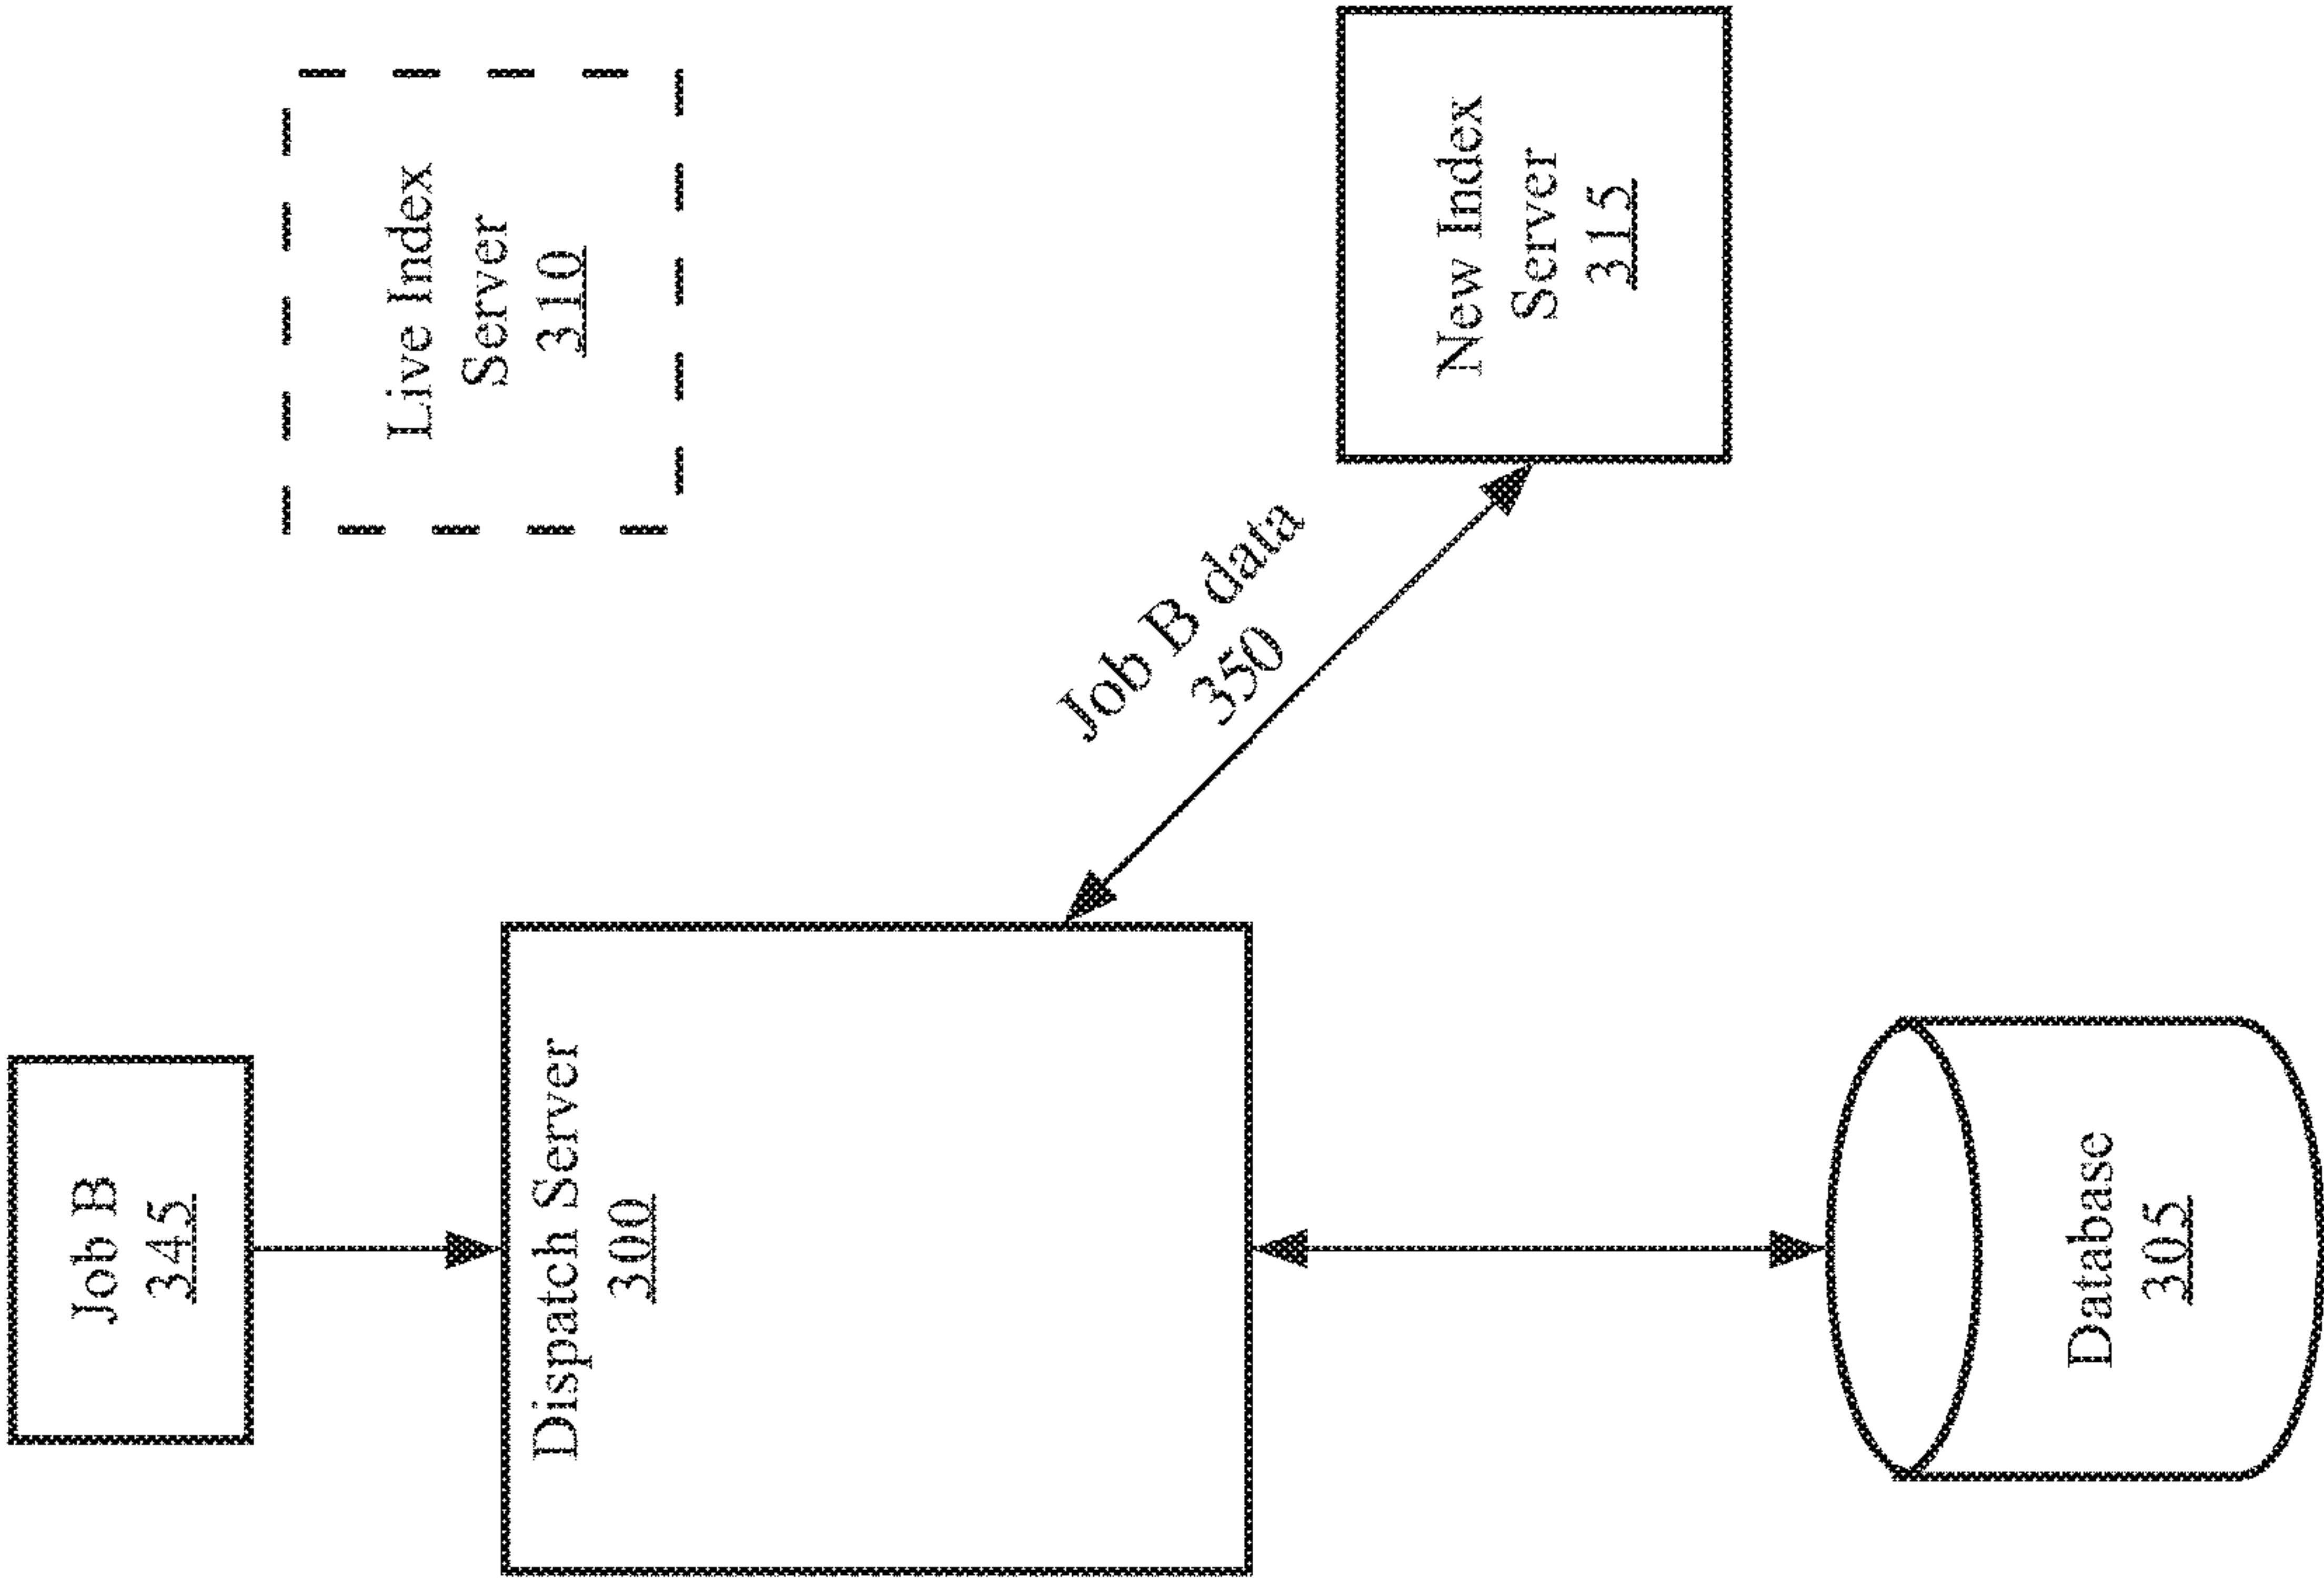 Job B
345
Dispatch Server
300
Database
305
Job B data
350
Live Index
Server
310
New Index
Server
315